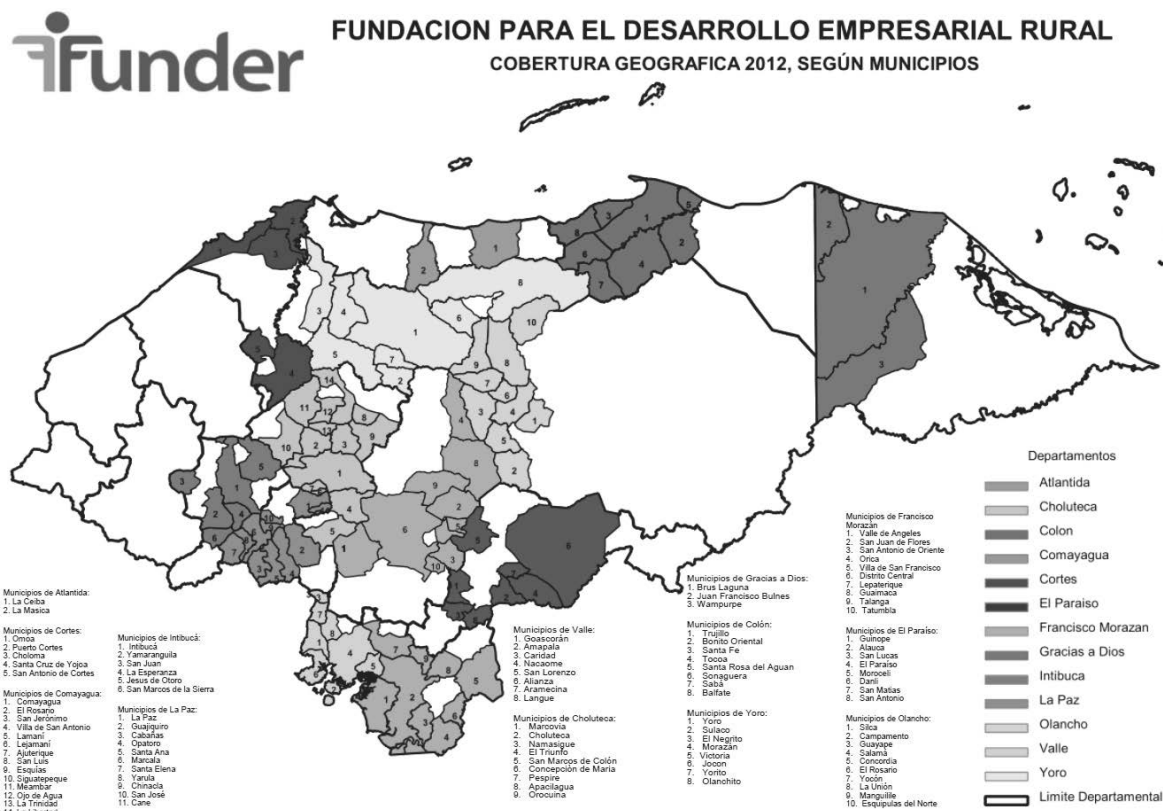 Funder
FUNDACION PARA EL DESARROLLO EMPRESARIAL RURAL
COBERTURA GEOGRAFICA 2012, SEGÚN MUNICIPIOS
Departamentos
Atlantida
Choluteca
Colon
Comayagua
Cortes
El Paraiso
Francisco Morazan
Gracias a Dios
Intibuca
La Paz
Olancho
Valle
Yoro
Limite Departamental
Municipios de Atlantida:
1. La Ceiba
2. La Masica
Municipios de Cortes:
1. Omoa
2. Puerto Cortes
3. Choloma
4. Santa Cruz de Yojoa
5. San Antonio de Cortes
Municipios de Comayagua:
1. Comayagua
2. El Rosario
3. San Jerónimo
4. Villa de San Antonio
5. Lamaní
6. Lejamaní
7. Ajuterique
8. San Luis
9. Esquías
10. Siguatepeque
11. Meambar
12. Ojo de Agua
13. La Trinidad
Municipios de Intibucá:
1. Intibucá
2. Yamaranguila
3. San Juan
4. La Esperanza
5. Jesus de Otoro
6. San Marcos de la Sierra
Municipios de La Paz:
1. La Paz
2. Guajiquiro
3. Cabañas
4. Opatoro
5. Santa Ana
6. Marcala
7. Santa Elena
8. Yarula
9. Chinacla
10. San José
11. Cane
Municipios de Valle:
1. Goascorán
2. Amapala
3. Caridad
4. Nacaome
5. San Lorenzo
6. Alianza
7. Aramecina
8. Langue
Municipios de Choluteca:
1. Marcovia
2. Choluteca
3. Namasigue
4. El Triunfo
5. San Marcos de Colón
6. Concepción de Maria
7. Pespire
8. Apacilagua
9. Orocuina
Municipios de Gracias a Dios:
1. Brus Laguna
2. Juan Francisco Bulnes
3. Wampurpe
Municipios de Colón:
1. Trujillo
2. Bonito Oriental
3. Santa Fe
4. Tocoa
5. Santa Rosa del Aguan
6. Sonaguera
7. Sabá
8. Balfate
Municipios de Yoro:
1. Yoro
2. Sulaco
3. El Negrito
4. Morazán
5. Victoria
6. Jocon
7. Yorito
8. Olanchito
Municipios de Francisco
Morazán
1. Valle de Angeles
2. San Juan de Flores
3. San Antonio de Oriente
4. Orica
5. Villa de San Francisco
6. Distrito Central
7. Lepaterique
8. Guaimaca
9. Talanga
10. Tatumbla
Municipios de El Paraíso:
1. Guinope
2. Alauca
3. San Lucas
4. El Paraíso
5. Moroceli
6. Danlí
7. San Matias
8. San Antonio
Municipios de Olancho:
1. Silca
2. Campamento
3. Guayape
4. Salamá
5. Concordia
6. El Rosario
7. Yocón
8. La Unión
9. Manguilile
10. Esquipulas del Norte